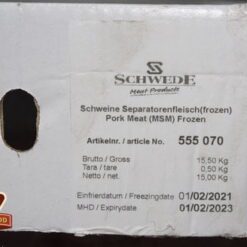 S
SCHWEDE
Meat Products
Schweine Separatorenfleisch(frozen)
Pork Meat (MSM) Frozen
Artikelnr. / article No. 555 070
Brutto / Gross 15,50 Kg
Tara / tare 0,50 Kg
Netto / net 15,00 Kg
Einfrierdatum / Freezingdate 01/02/2021
MHD / Expirydate 01/02/2023